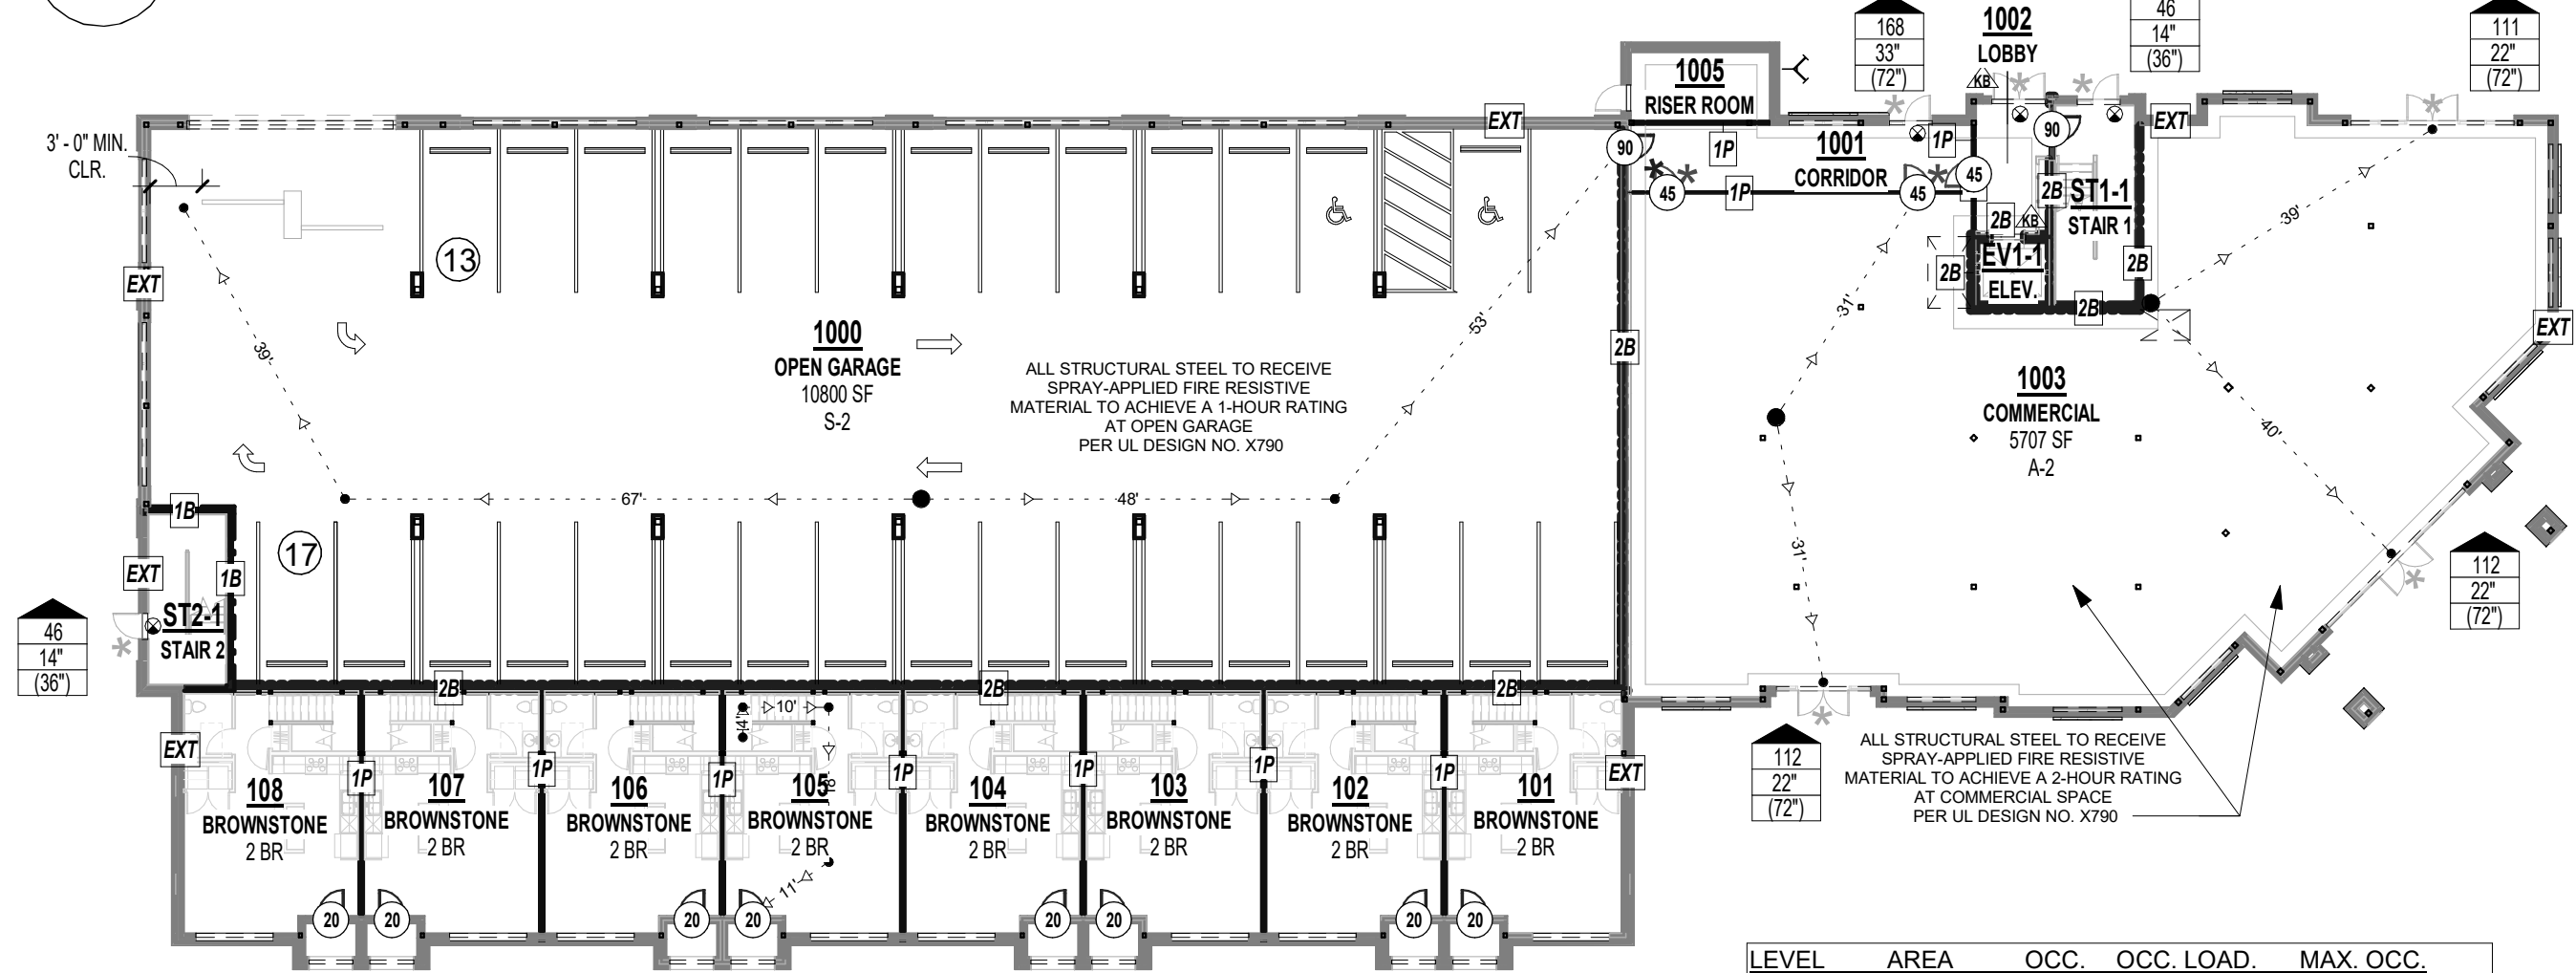 168
33"
(72")
1002
LOBBY
46
14"
(36")
111
22"
(72")
KB
1005
RISER ROOM
EXT
3' - 0" MIN.
CLR.
90
1P
1001
CORRIDOR
1P
90
EXT
45
1P
45
45
2B
ST1-1
STAIR 1
2B
KB
EV1-1
ELEV.
2B
2B
2B
39'
13
EXT
39'
1000
OPEN GARAGE
10800 SF
S-2
ALL STRUCTURAL STEEL TO RECEIVE
SPRAY-APPLIED FIRE RESISTIVE
MATERIAL TO ACHIEVE A 1-HOUR RATING
AT OPEN GARAGE
PER UL DESIGN NO. X790
53'
2B
31'
EXT
1003
COMMERCIAL
5707 SF
A-2
40'
67'
48'
31'
1B
17
EXT
1B
ST2-1
STAIR 2
46
14"
(36")
112
22"
(72")
2B
2B
2B
EXT
4'
10'
18'
11'
1P
1P
1P
1P
1P
1P
1P
EXT
108
BROWNSTONE
2 BR
107
BROWNSTONE
2 BR
106
BROWNSTONE
2 BR
105
BROWNSTONE
2 BR
104
BROWNSTONE
2 BR
103
BROWNSTONE
2 BR
102
BROWNSTONE
2 BR
101
BROWNSTONE
2 BR
20
20
20
20
20
20
20
20
112
22"
(72")
ALL STRUCTURAL STEEL TO RECEIVE
SPRAY-APPLIED FIRE RESISTIVE
MATERIAL TO ACHIEVE A 2-HOUR RATING
AT COMMERCIAL SPACE
PER UL DESIGN NO. X790
LEVEL AREA OCC. OCC. LOAD. MAX. OCC.